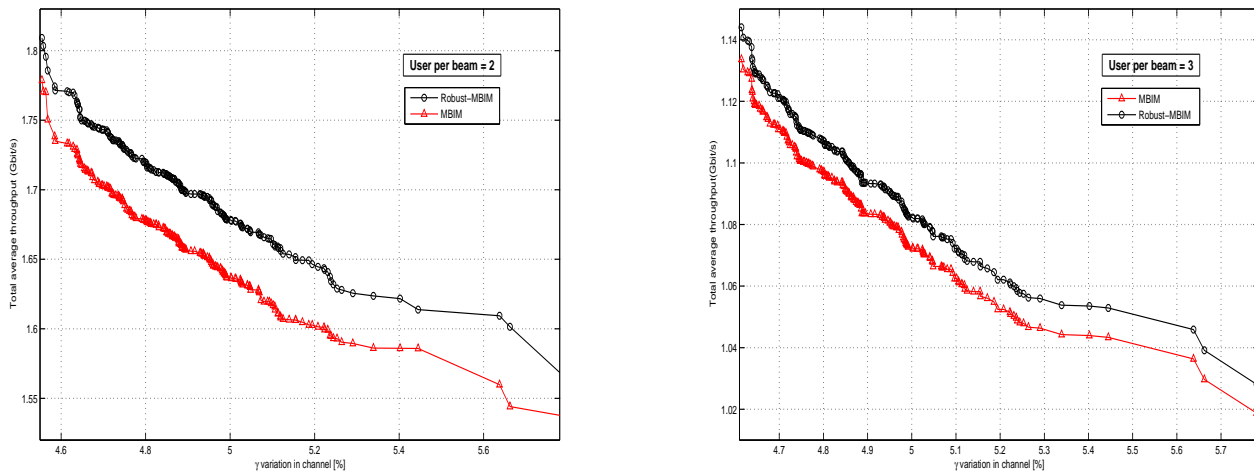 User per beam = 2
Robust-MBIM
MBIM
Total average throughput (Gbit/s)
1.8
1.75
1.7
1.65
1.6
1.55
4.6 4.8 5 5.2 5.4 5.6
γ variation in channel [%]
User per beam = 3
MBIM
Robust-MBIM
Total average throughput(Gbit/s)
1.14
1.12
1.1
1.08
1.06
1.04
1.02
4.7 4.8 4.9 5 5.1 5.2 5.3 5.4 5.5 5.6 5.7
γ variation in channel [%]